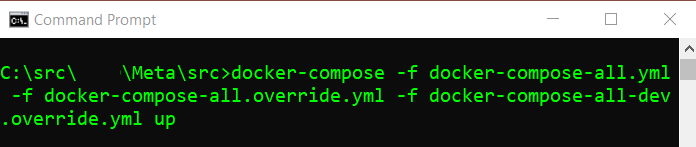 Command Prompt
C:\src\ \Meta\src>docker-compose -f docker-compose-all.yml
-f docker-compose-all.override.yml -f docker-compose-all-dev
.override.yml up